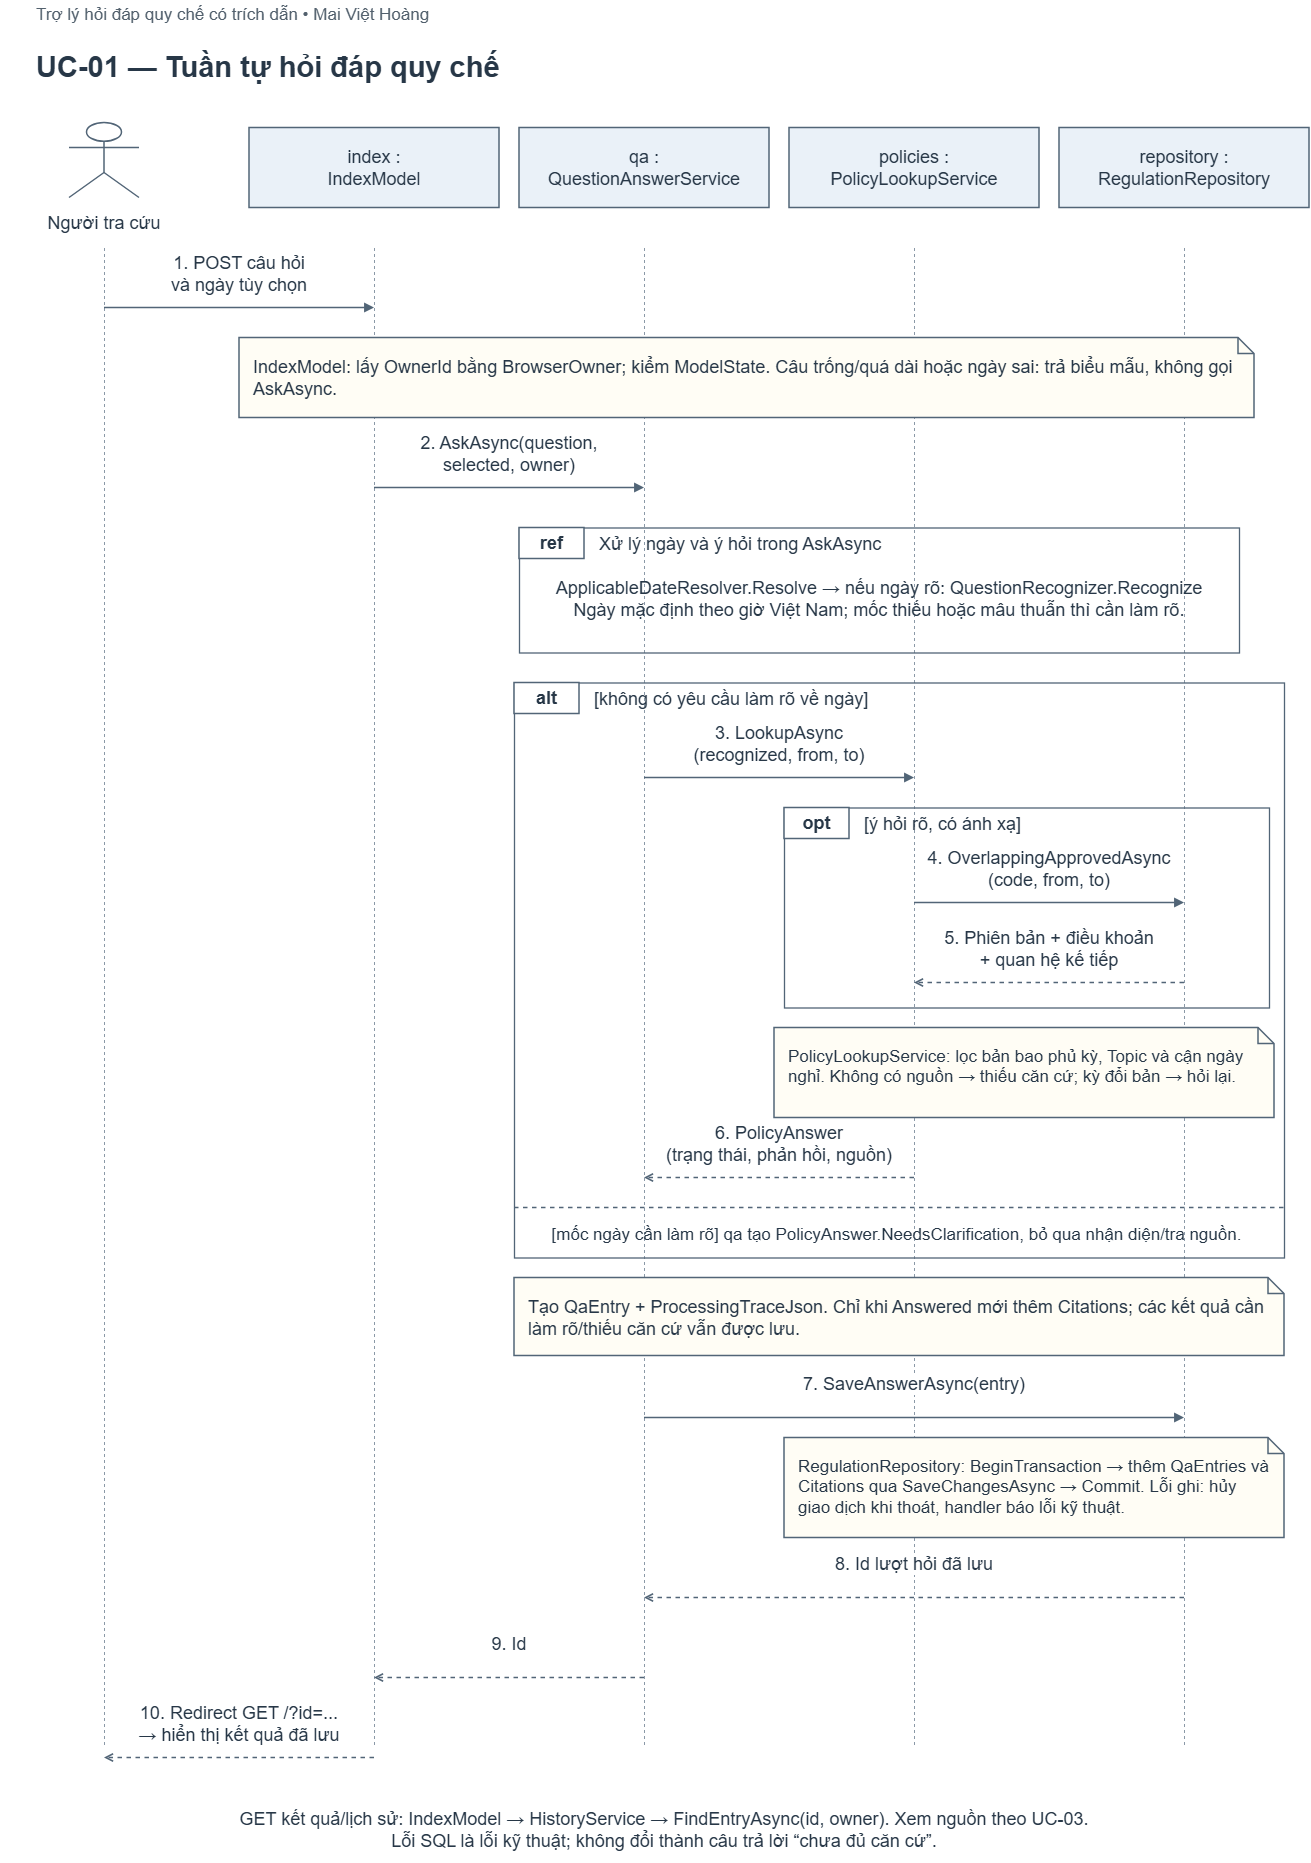 Trợ lý hỏi đáp quy chế có trích dẫn • Mai Việt Hoàng
UC-01 — Tuần tự hỏi đáp quy chế
Người tra cứu
index :
IndexModel
qa :
QuestionAnswerService
policies :
PolicyLookupService
repository :
RegulationRepository
1. POST câu hỏi
và ngày tùy chọn
IndexModel: lấy OwnerId bằng BrowserOwner; kiểm ModelState. Câu trống/quá dài hoặc ngày sai: trả biểu mẫu, không gọi
AskAsync.
2. AskAsync(question,
selected, owner)
ref
Xử lý ngày và ý hỏi trong AskAsync
ApplicableDateResolver.Resolve → nếu ngày rõ: QuestionRecognizer.Recognize
Ngày mặc định theo giờ Việt Nam; mốc thiếu hoặc mâu thuẫn thì cần làm rõ.
alt
[không có yêu cầu làm rõ về ngày]
3. LookupAsync
(recognized, from, to)
opt
[ý hỏi rõ, có ánh xạ]
4. OverlappingApprovedAsync
(code, from, to)
5. Phiên bản + điều khoản
+ quan hệ kế tiếp
PolicyLookupService: lọc bản bao phủ kỳ, Topic và cận ngày
nghỉ. Không có nguồn → thiếu căn cứ; kỳ đổi bản → hỏi lại.
6. PolicyAnswer
(trạng thái, phản hồi, nguồn)
[mốc ngày cần làm rõ] qa tạo PolicyAnswer.NeedsClarification, bỏ qua nhận diện/tra nguồn.
Tạo QaEntry + ProcessingTraceJson. Chỉ khi Answered mới thêm Citations; các kết quả cần
làm rõ/thiếu căn cứ vẫn được lưu.
7. SaveAnswerAsync(entry)
RegulationRepository: BeginTransaction → thêm QaEntries và
Citations qua SaveChangesAsync → Commit. Lỗi ghi: hủy
giao dịch khi thoát, handler báo lỗi kỹ thuật.
8. Id lượt hỏi đã lưu
9. Id
10. Redirect GET /?id=...
→ hiển thị kết quả đã lưu
GET kết quả/lịch sử: IndexModel → HistoryService → FindEntryAsync(id, owner). Xem nguồn theo UC-03.
Lỗi SQL là lỗi kỹ thuật; không đổi thành câu trả lời “chưa đủ căn cứ”.